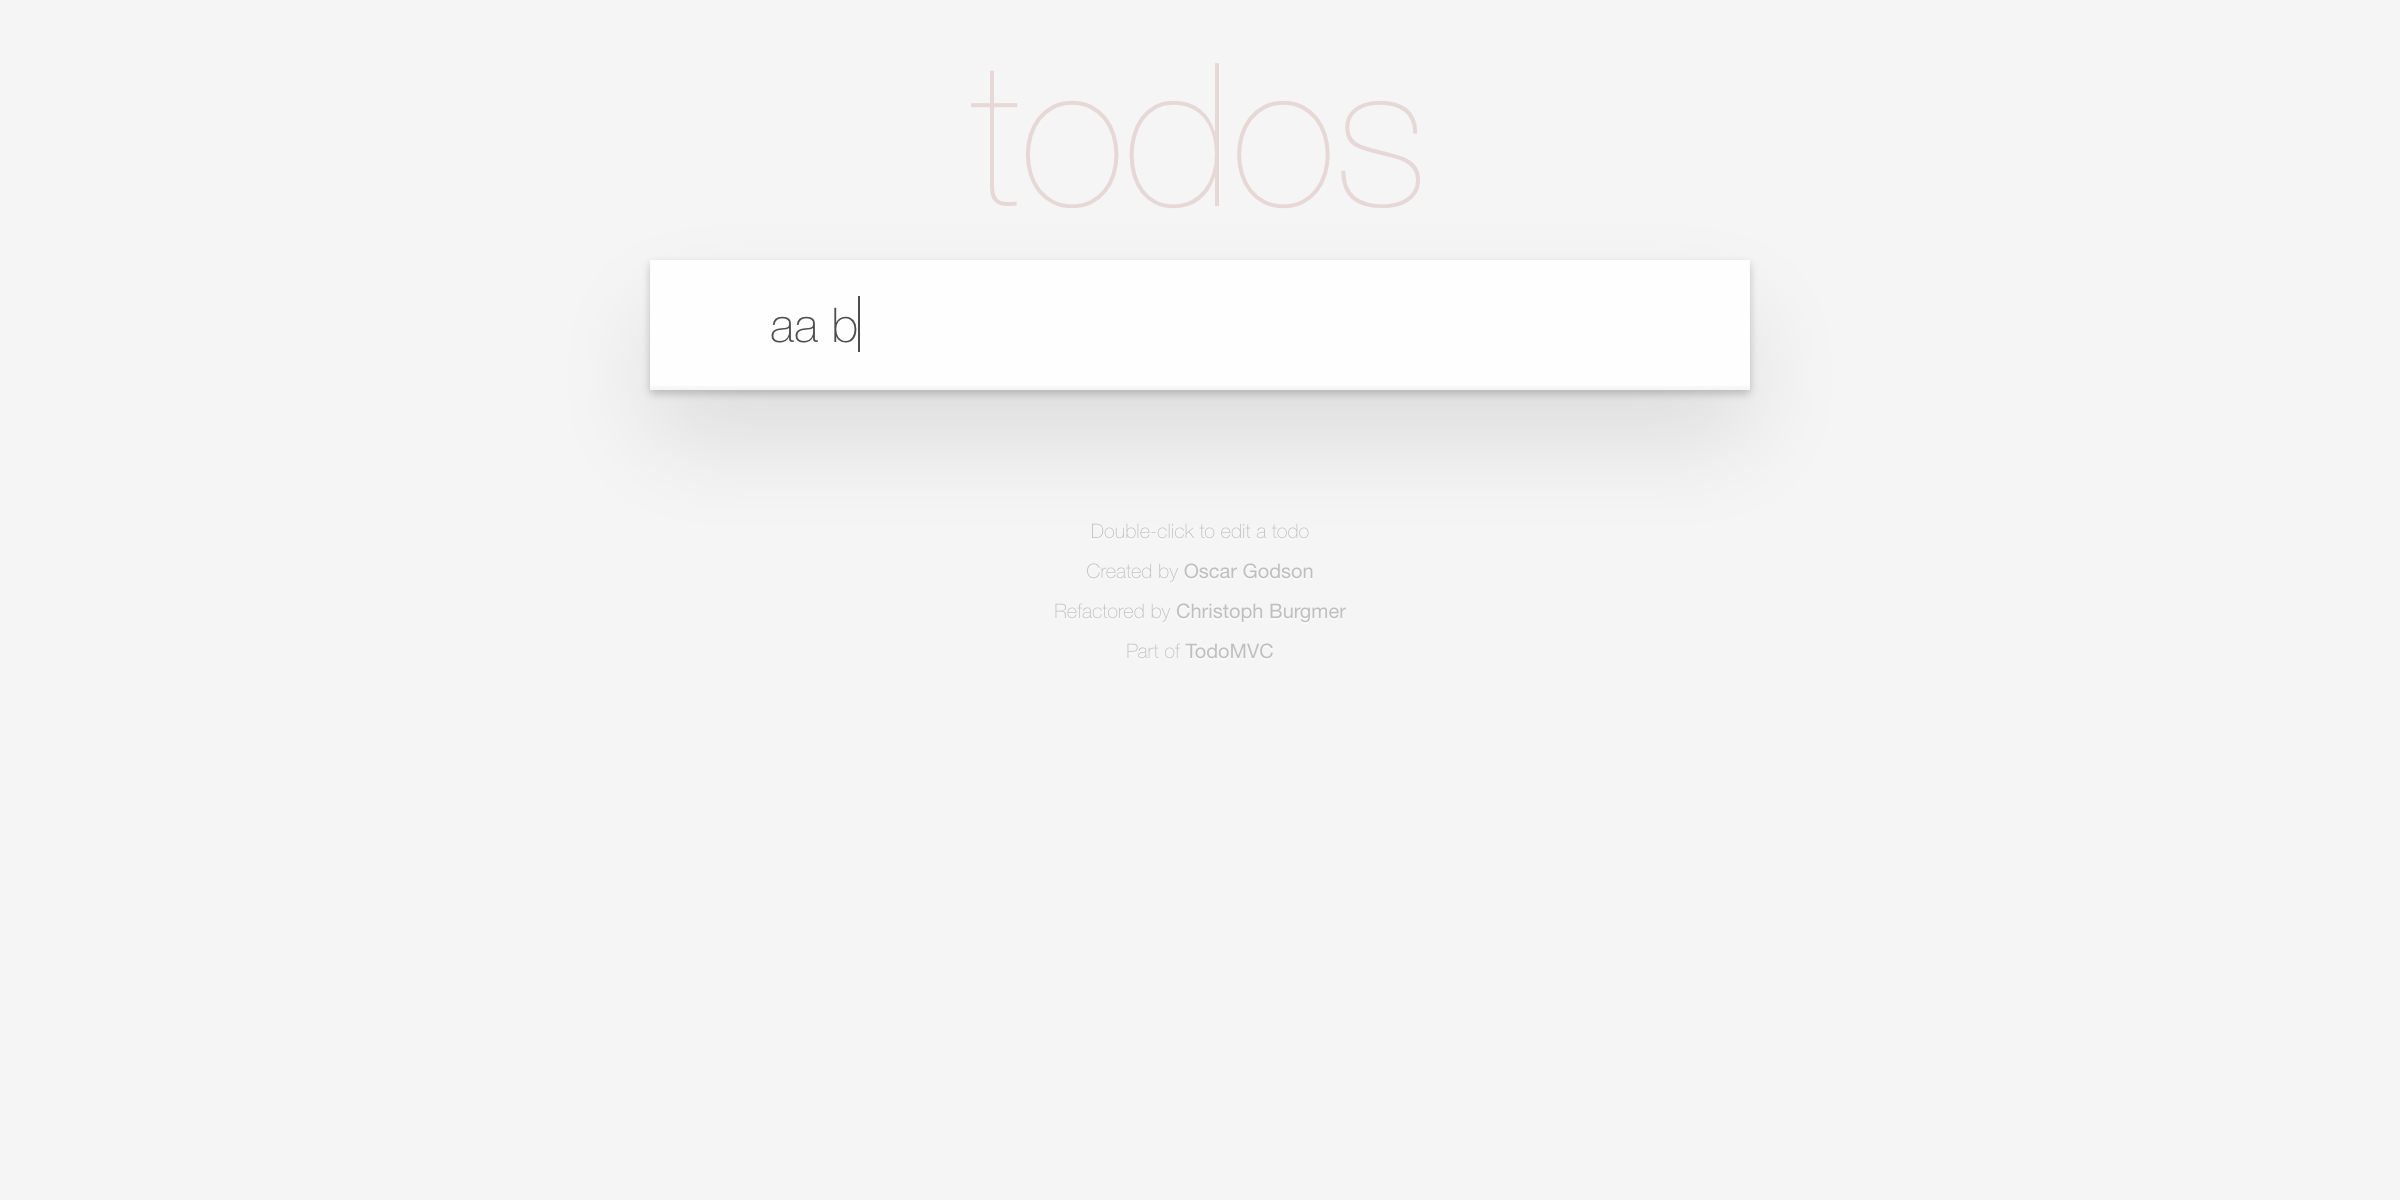 todos
aa b
Double-click to edit a todo
Created by Oscar Godson
Refactored by Christoph Burgmer
Part of TodoMVC